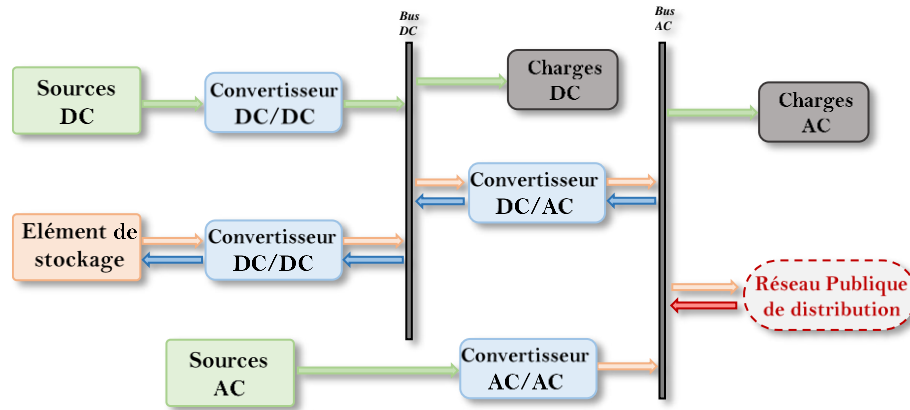 Bus
DC
Bus
AC
Sources
DC
Convertisseur
DC/DC
Charges
DC
Charges
AC
Convertisseur
DC/AC
Elément de
stockage
Convertisseur
DC/DC
Réseau Publique
de distribution
Sources
AC
Convertisseur
AC/AC